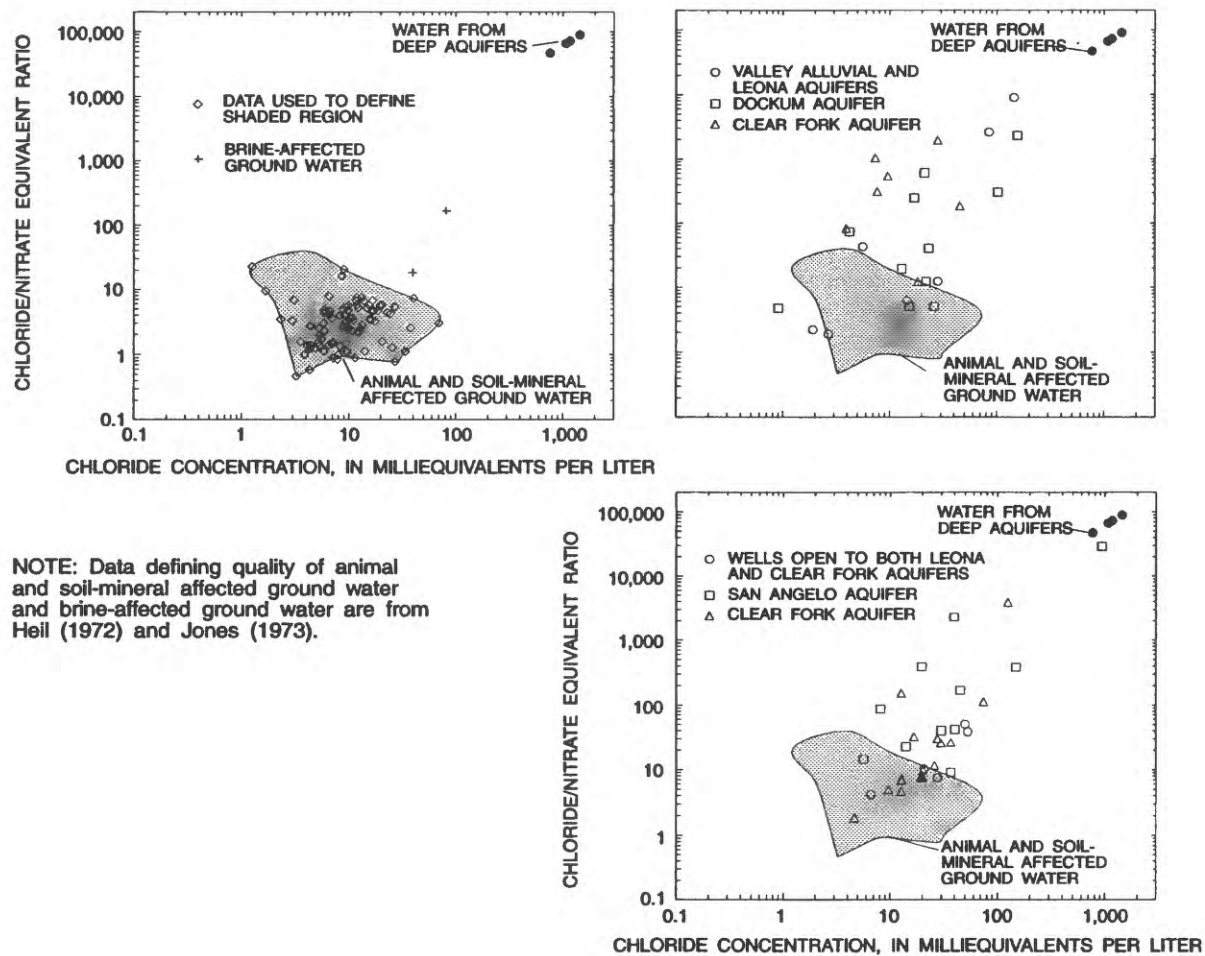 CHLORIDE/NITRATE EQUIVALENT RATIO
100,000
10,000
1,000
100
10
1
0.1
WATER FROM
DEEP AQUIFERS
DATA USED TO DEFINE
SHADED REGION
BRINE-AFFECTED
GROUND WATER
ANIMAL AND SOIL-MINERAL
AFFECTED GROUND WATER
0.1
1
10
100
1,000
CHLORIDE CONCENTRATION, IN MILLIEQUIVALENTS PER LITER
WATER FROM
DEEP AQUIFERS
VALLEY ALLUVIAL AND
LEONA AQUIFERS
DOCKUM AQUIFER
CLEAR FORK AQUIFER
ANIMAL AND SOIL-
MINERAL AFFECTED
GROUND WATER
NOTE: Data defining quality of animal
and soil-mineral affected ground water
and brine-affected ground water are from
Heil (1972) and Jones (1973).
CHLORIDE/NITRATE EQUIVALENT RATIO
100,000
10,000
1,000
100
10
1
0.1
WATER FROM
DEEP AQUIFERS
WELLS OPEN TO BOTH LEONA
AND CLEAR FORK AQUIFERS
SAN ANGELO AQUIFER
CLEAR FORK AQUIFER
ANIMAL AND SOIL-
MINERAL AFFECTED
GROUND WATER
0.1
1
10
100
1,000
CHLORIDE CONCENTRATION, IN MILLIEQUIVALENTS PER LITER